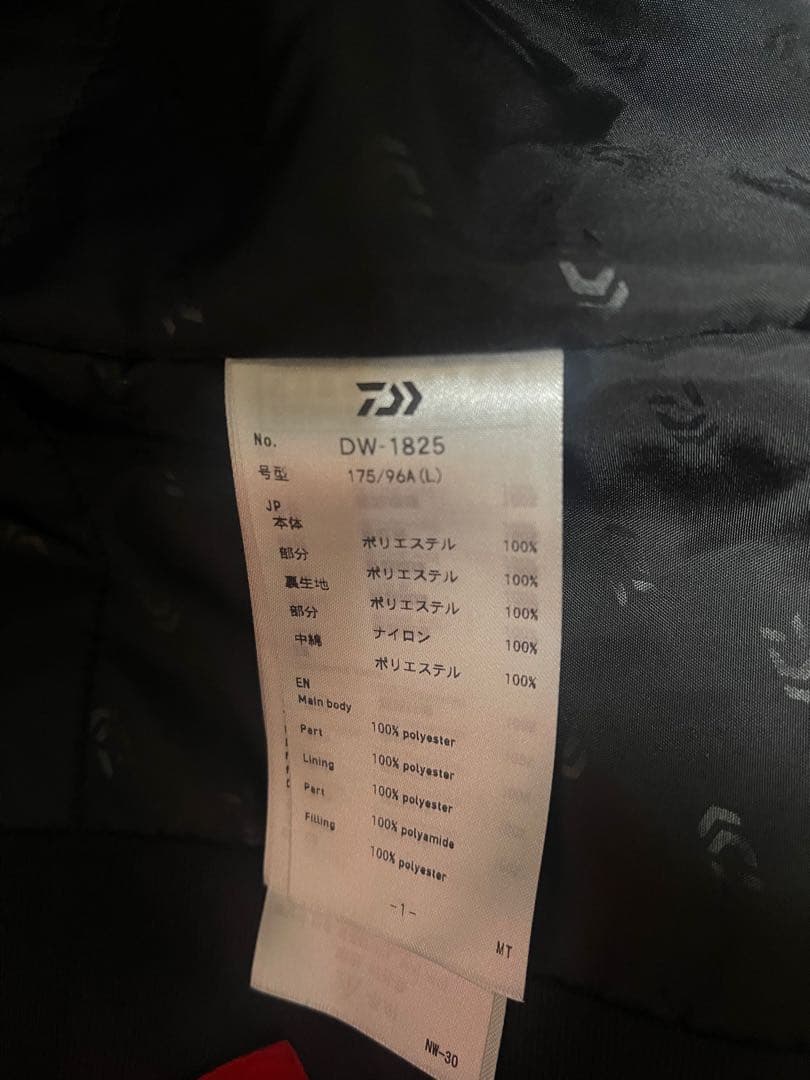 No. DW-1825
号型 175/96A(L)
JP
本体 ポリエステル 100%
部分 ポリエステル 100%
裏生地 ポリエステル 100%
部分 ナイロン 100%
中綿 ポリエステル 100%
EN
Main body 100% polyester
Part 100% polyester
Lining 100% polyester
Part 100% polyamide
Filling 100% polyester
-1-
MT
NW-30